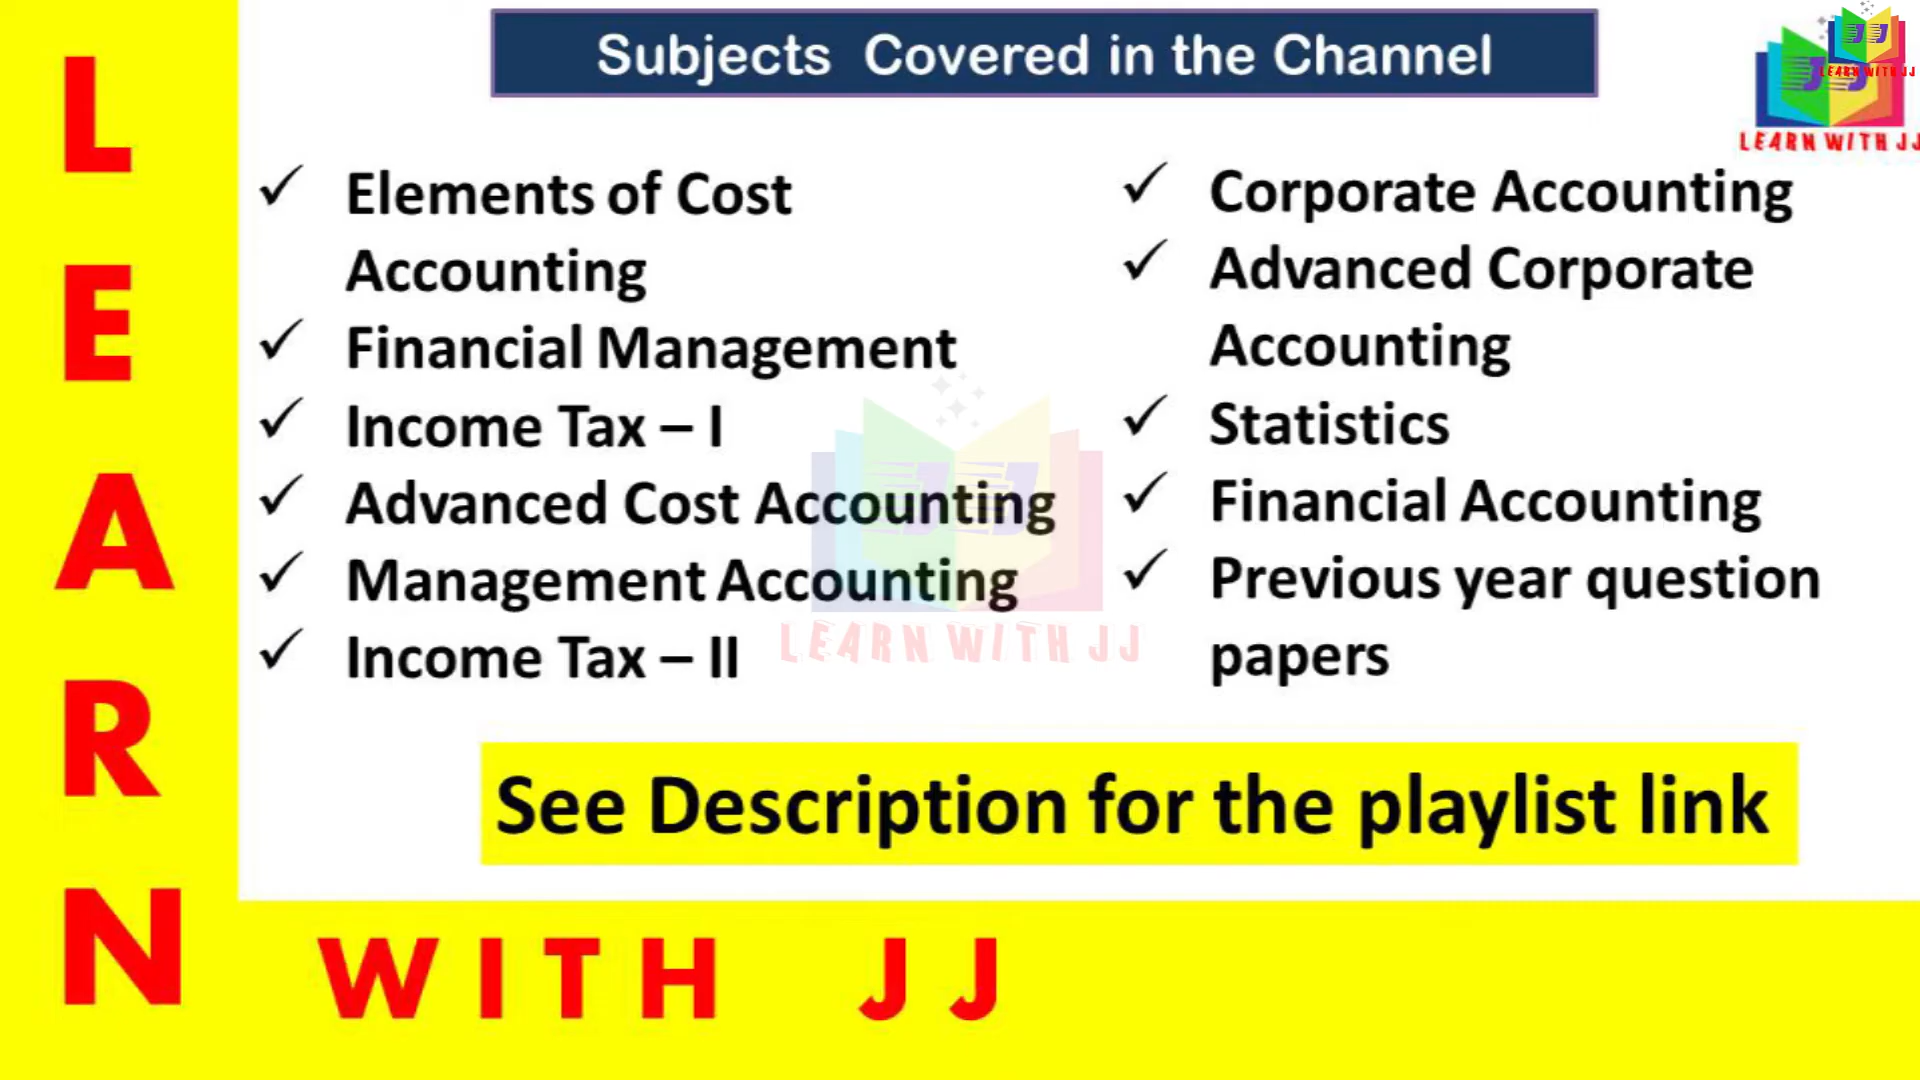 Subjects Covered in the Channel
LEARN WITH JJ
LEARN WITH JJ
Elements of Cost
Accounting
Financial Management
Income Tax – I
Advanced Cost Accounting
Management Accounting
Income Tax – II
Corporate Accounting
Advanced Corporate
Accounting
Statistics
Financial Accounting
Previous year question
papers
LEARN WITH JJ
See Description for the playlist link
L
E
A
R
N
WITH JJ